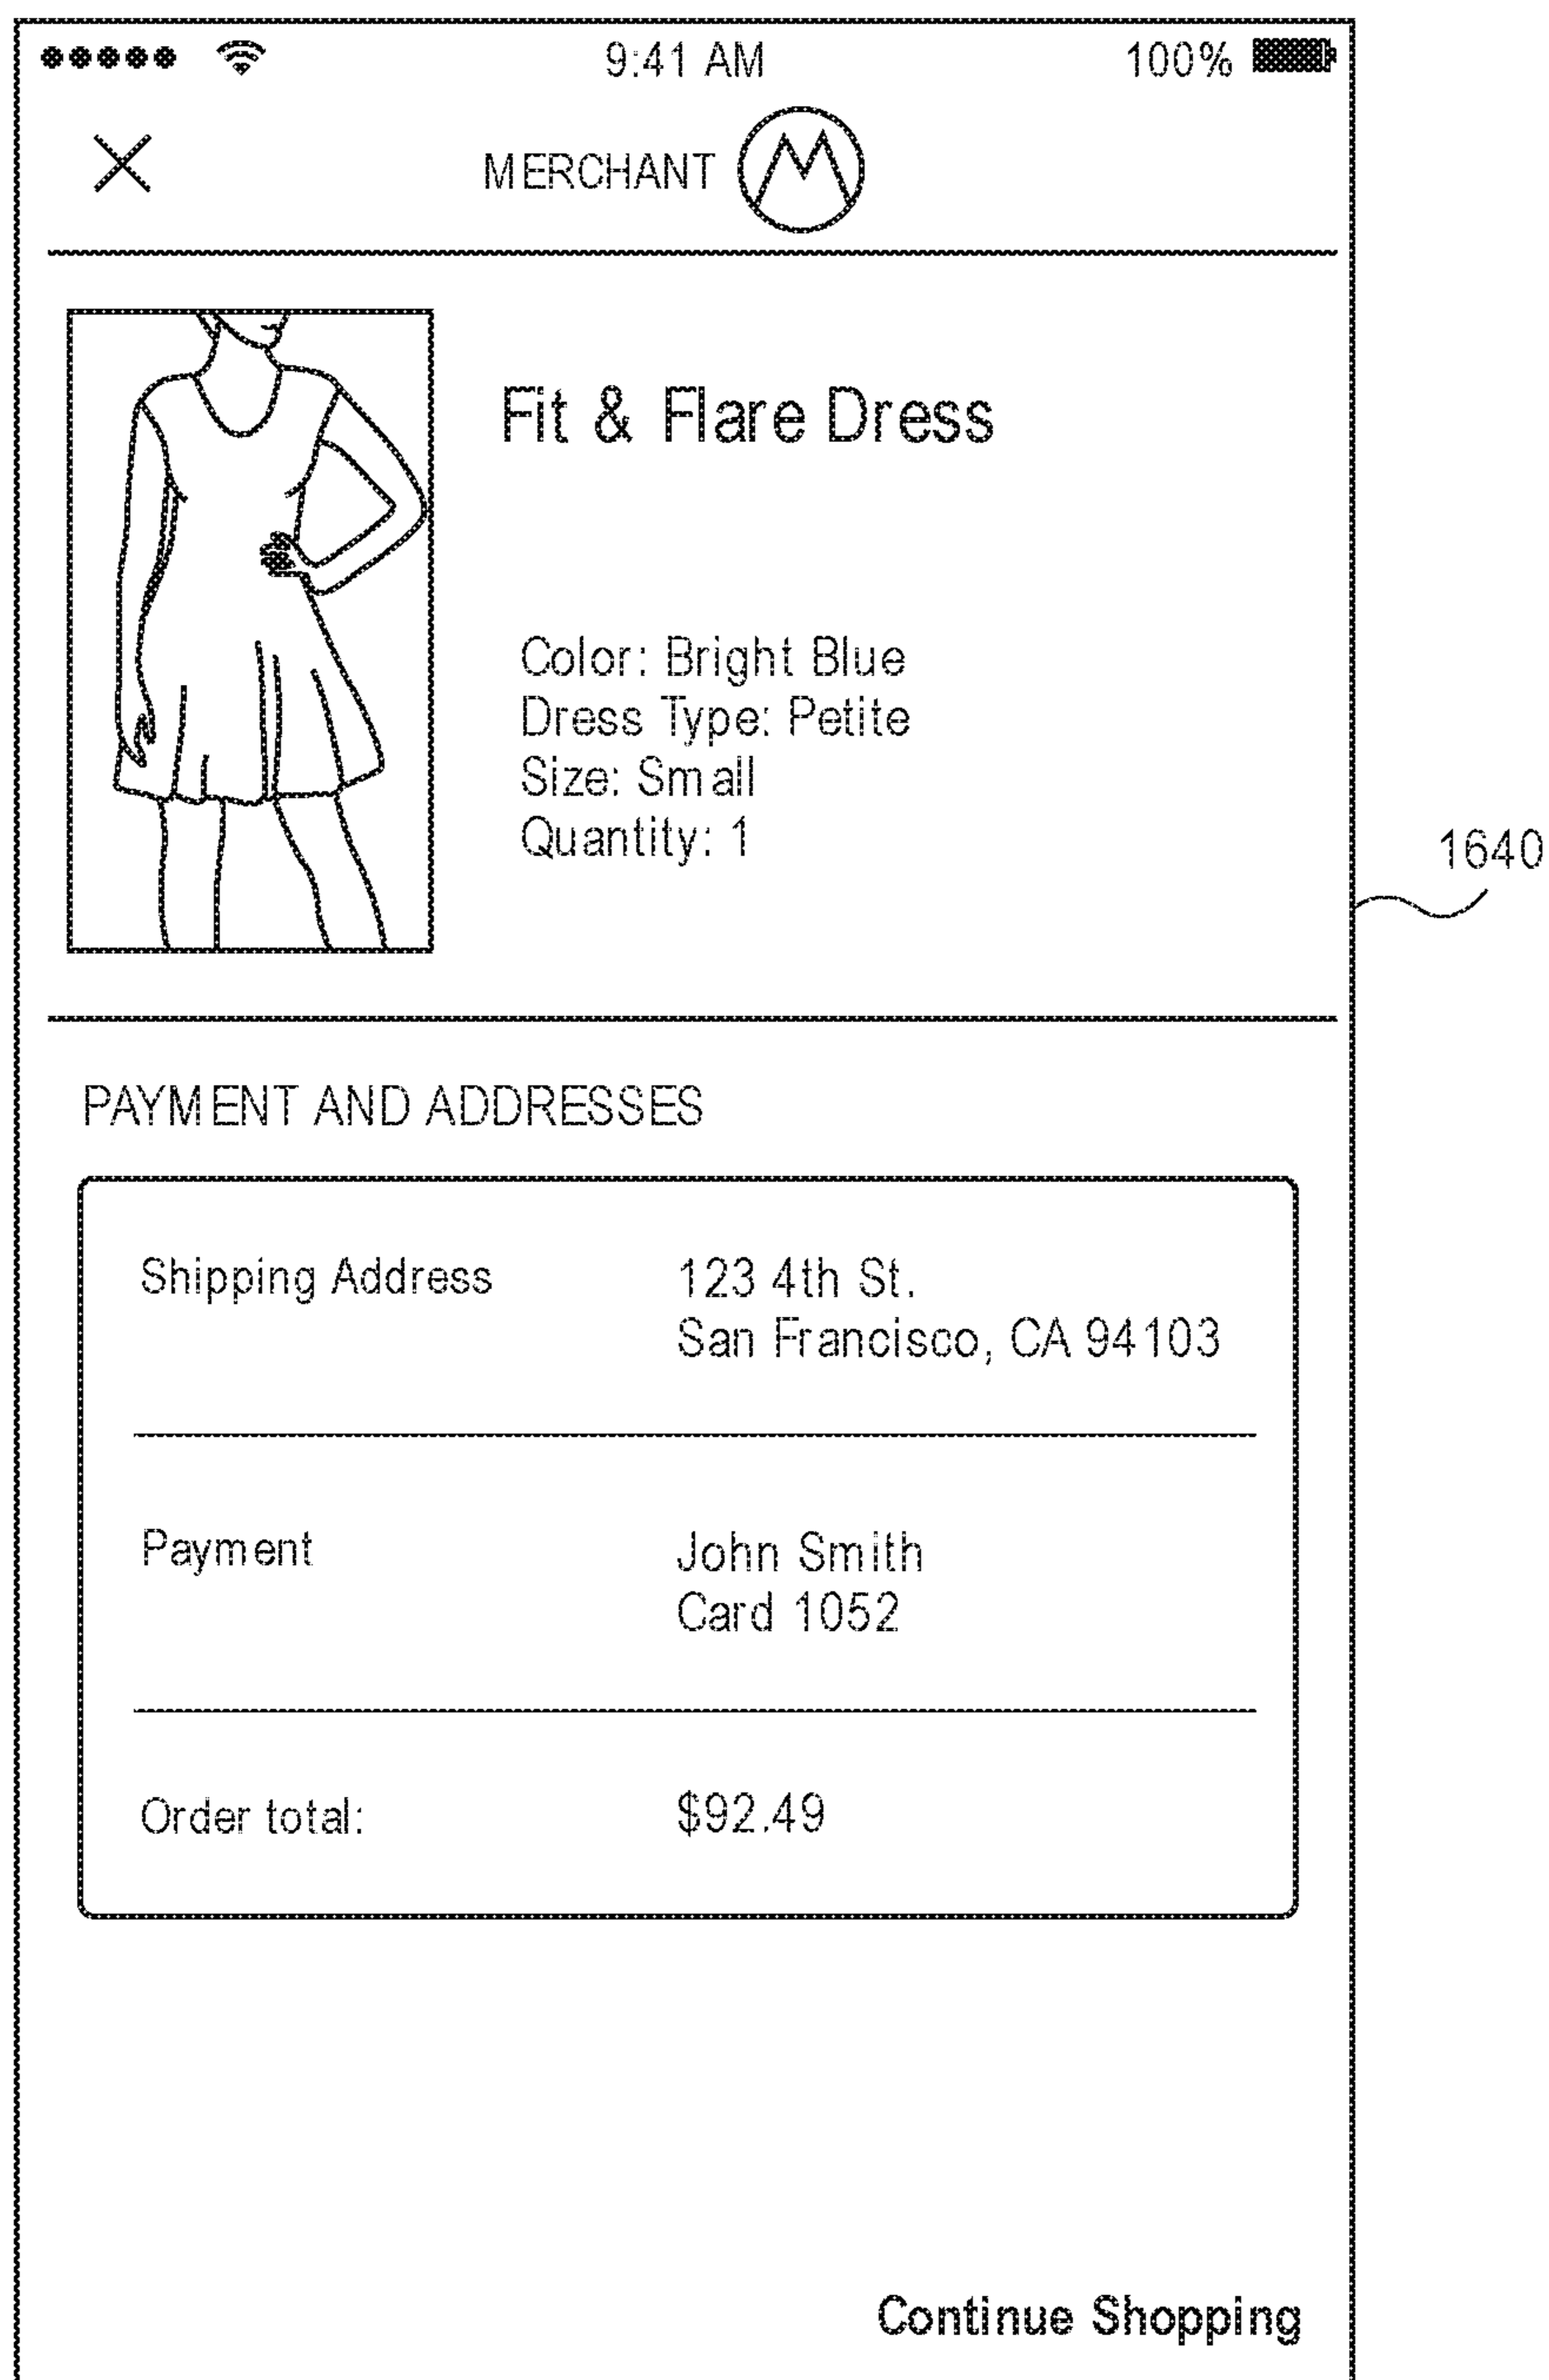 9:41 AM 100%
MERCHANT
Fit & Flare Dress
Color: Bright Blue
Dress Type: Petite
Size: Small
Quantity: 1
1640
PAYMENT AND ADDRESSES
Shipping Address 123 4th St.
San Francisco, CA 94103
Payment John Smith
Card 1052
Order total: $92.49
Continue Shopping